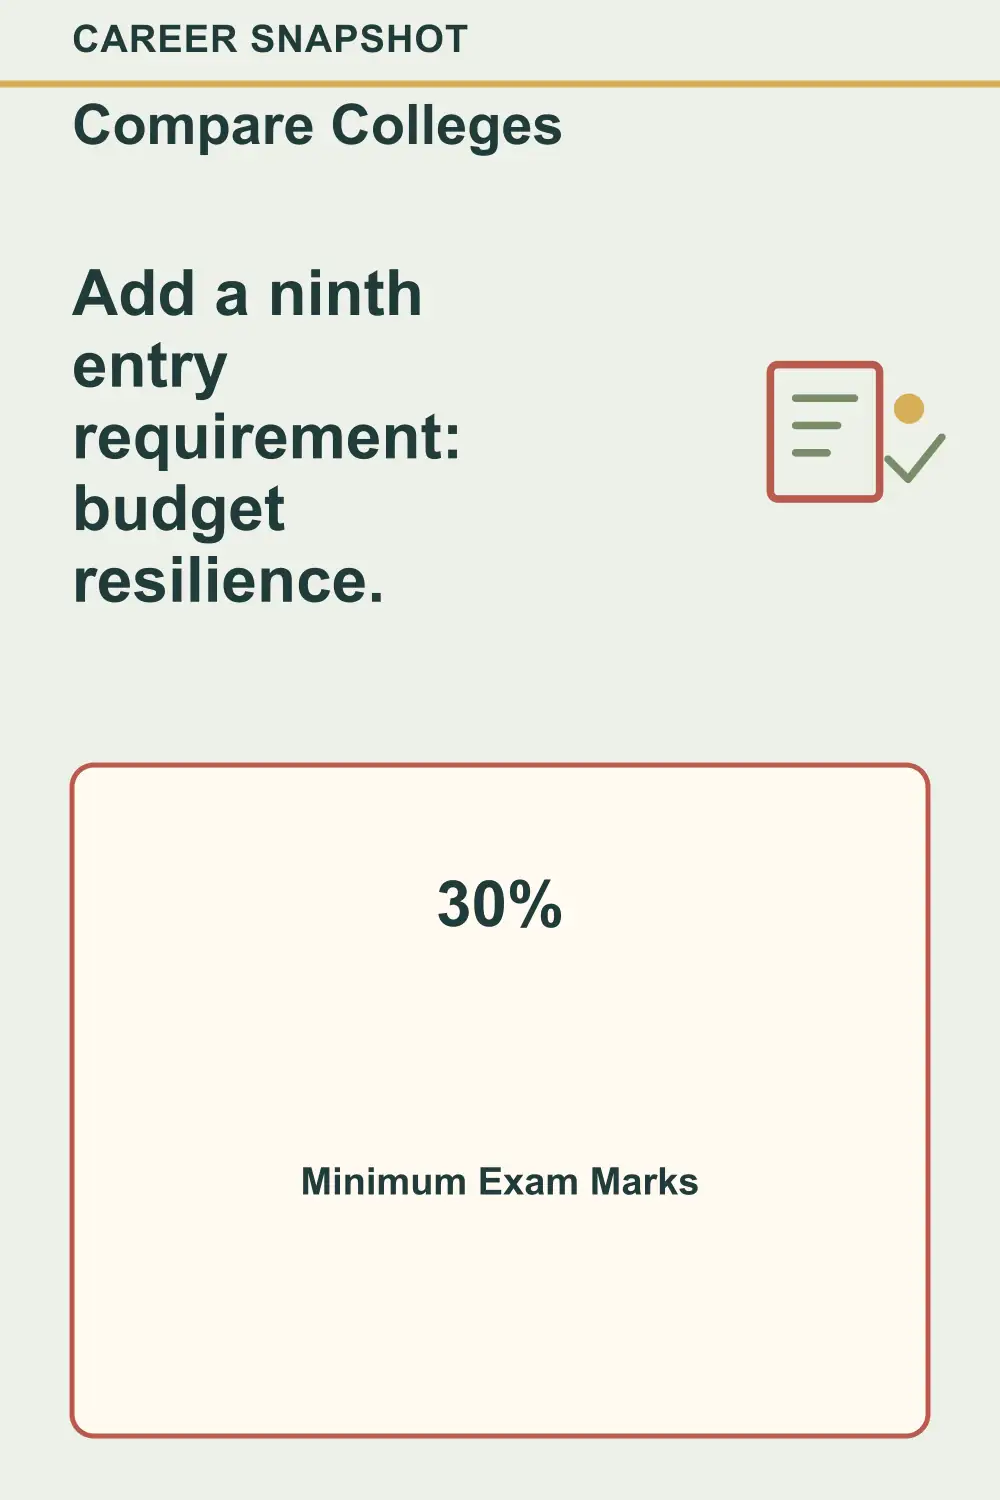 CAREER SNAPSHOT
Compare Colleges
Add a ninth
entry
requirement:
budget
resilience.
30%
Minimum Exam Marks